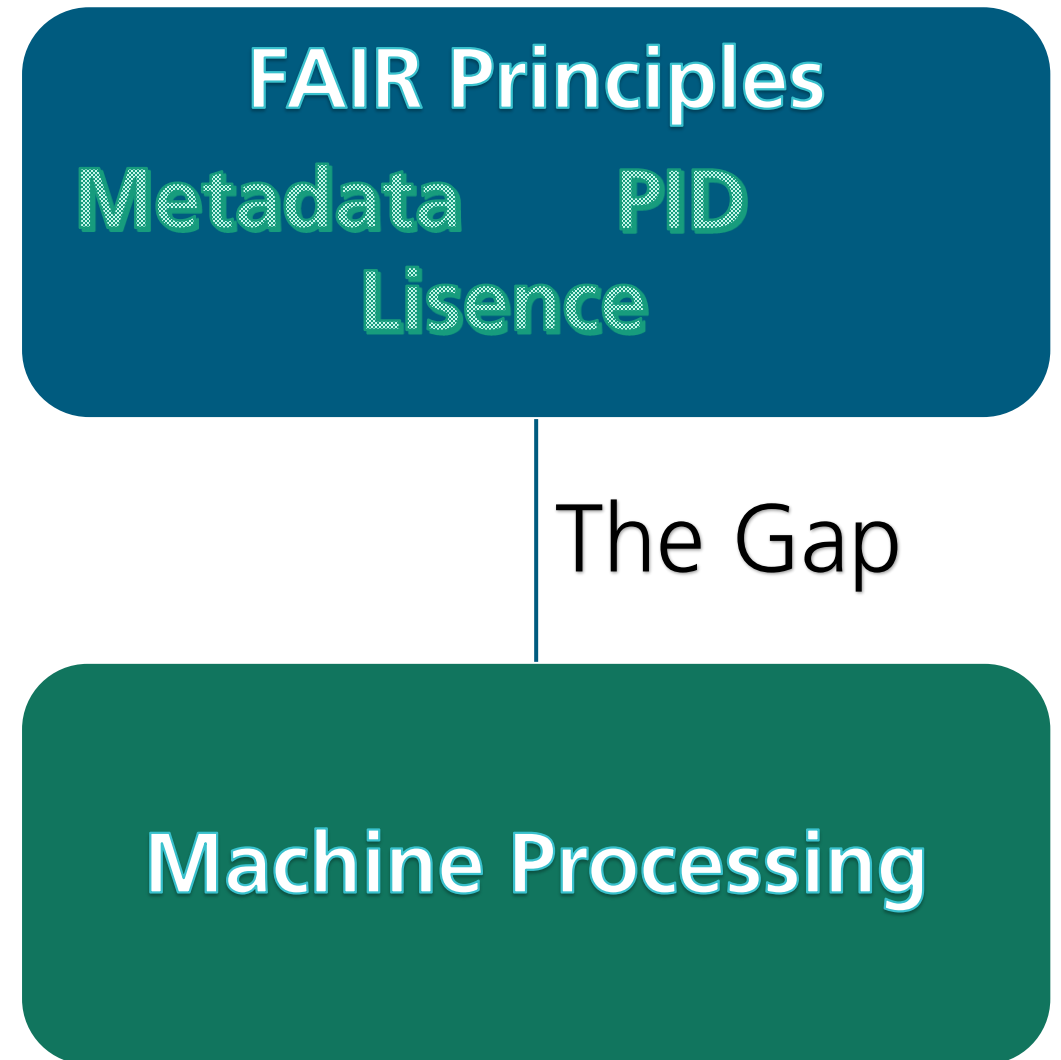 FAIR Principles
Metadata PID
Lisence
The Gap
Machine Processing